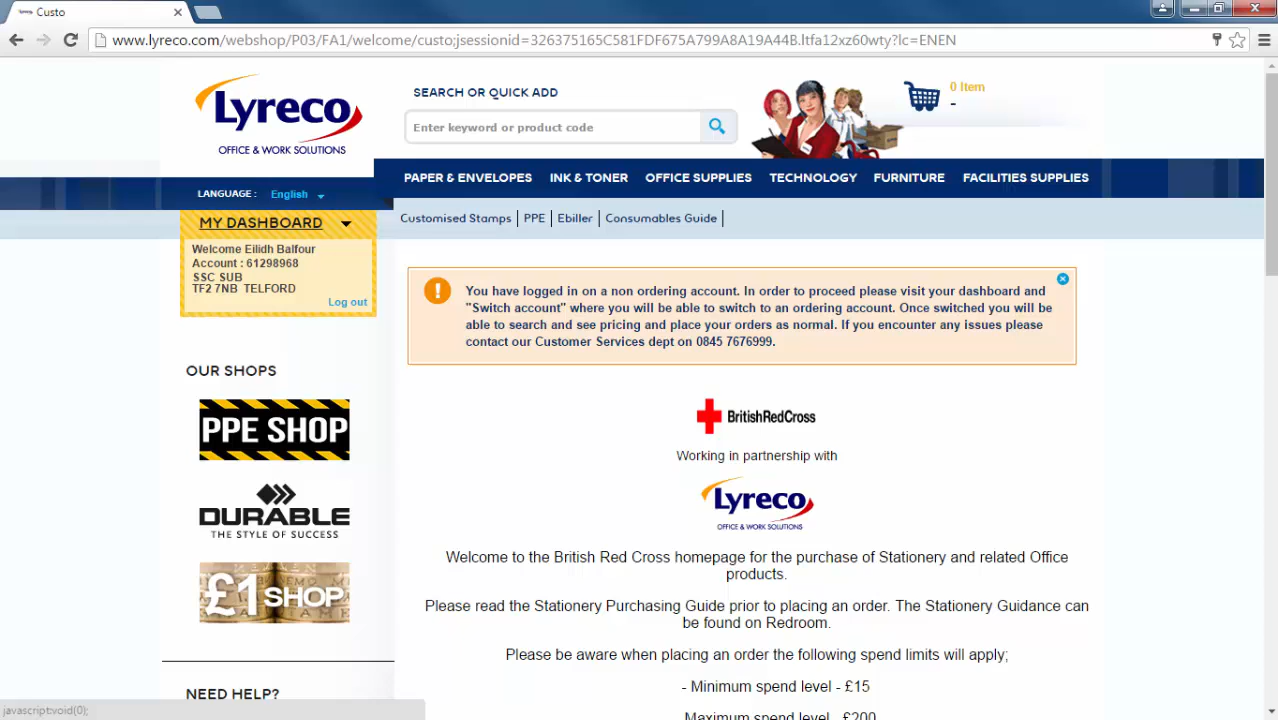 Custo
www.lyreco.com/webshop/P03/FA1/welcome/custo;jsessionid=326375165C581FDF675A799A8A19A44B.ltfa12xz60wty?lc=ENEN
Lyreco
OFFICE & WORK SOLUTIONS
SEARCH OR QUICK ADD
Enter keyword or product code
0 Item
-
LANGUAGE : English
PAPER & ENVELOPES INK & TONER OFFICE SUPPLIES TECHNOLOGY FURNITURE FACILITIES SUPPLIES
Customised Stamps | PPE | Ebiller | Consumables Guide |
MY DASHBOARD
Welcome Eilidh Balfour
Account : 61298968
SSC SUB
TF2 7NB TELFORD
Log out
You have logged in on a non ordering account. In order to proceed please visit your dashboard and
"Switch account" where you will be able to switch to an ordering account. Once switched you will be
able to search and see pricing and place your orders as normal. If you encounter any issues please
contact our Customer Services dept on 0845 7676999.
OUR SHOPS
PPE SHOP
DURABLE
THE STYLE OF SUCCESS
£1 SHOP
NEED HELP?
BritishRedCross
Working in partnership with
Lyreco
OFFICE & WORK SOLUTIONS
Welcome to the British Red Cross homepage for the purchase of Stationery and related Office
products.
Please read the Stationery Purchasing Guide prior to placing an order. The Stationery Guidance can
be found on Redroom.
Please be aware when placing an order the following spend limits will apply;
- Minimum spend level - £15
Maximum spend level - £200
javascript:void(0);